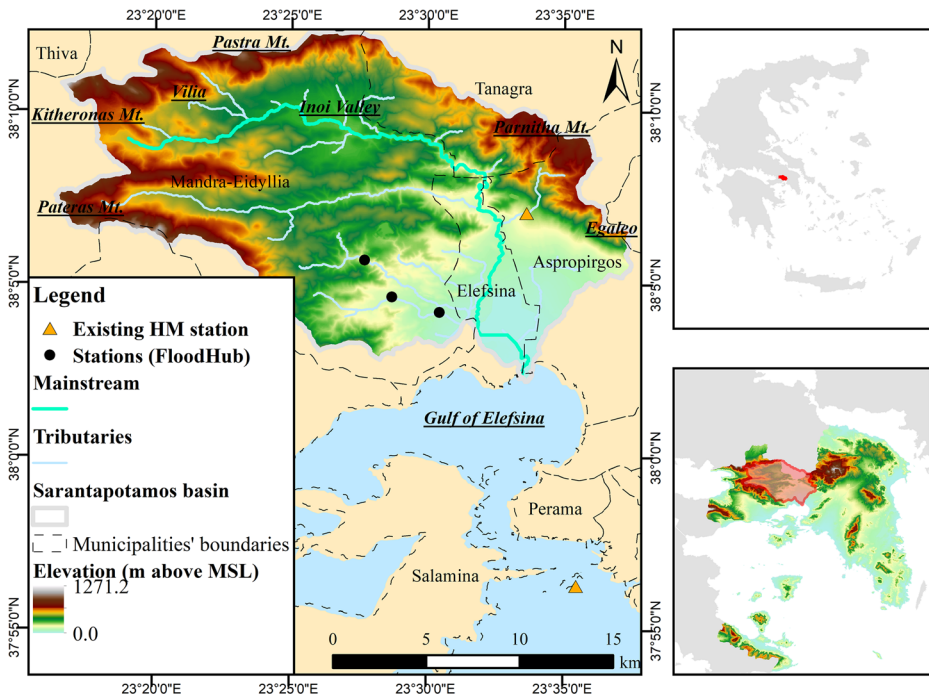 23°20'0"E
23°25'0"E
23°30'0"E
23°35'0"E
Thiva
Pastra Mt.
N
Tanagra
38°10'0"N
38°10'0"N
Vilia
Kitheronas Mt.
Inoi Valley
Parnitha Mt.
Mandra-Eidyllia
Pateras Mt.
Egaleo
Aspropirgos
38°5'0"N
Elefsina
38°5'0"N
Legend
Existing HM station
Stations (FloodHub)
Mainstream
Tributaries
Sarantapotamos basin
Municipalities' boundaries
Elevation (m above MSL)
1271.2
0.0
Gulf of Elefsina
38°0'0"N
38°0'0"N
Perama
Salamina
37°55'0"N
37°55'0"N
0
5
10
15
km
23°20'0"E
23°25'0"E
23°30'0"E
23°35'0"E